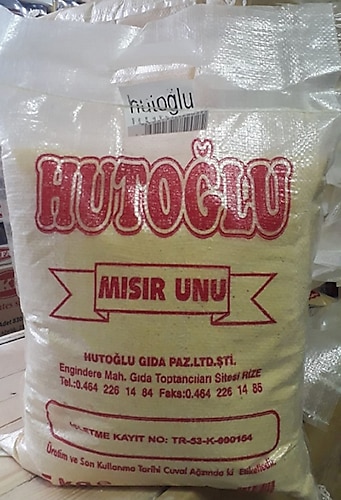 hutoğlu
HUTOĞLU
MISIR UNU
HUTOĞLU GIDA PAZ.LTD.ŞTİ.
Engindere Mah. Gıda Toptancıları Sitesi RİZE
Tel.:0.464 226 14 84 Faks:0.464 226 14 85
İŞLETME KAYIT NO: TR-53-K-000154
Üretim ve Son Kullanma Tarihi Çuval Ağzında ki Etikettedir.